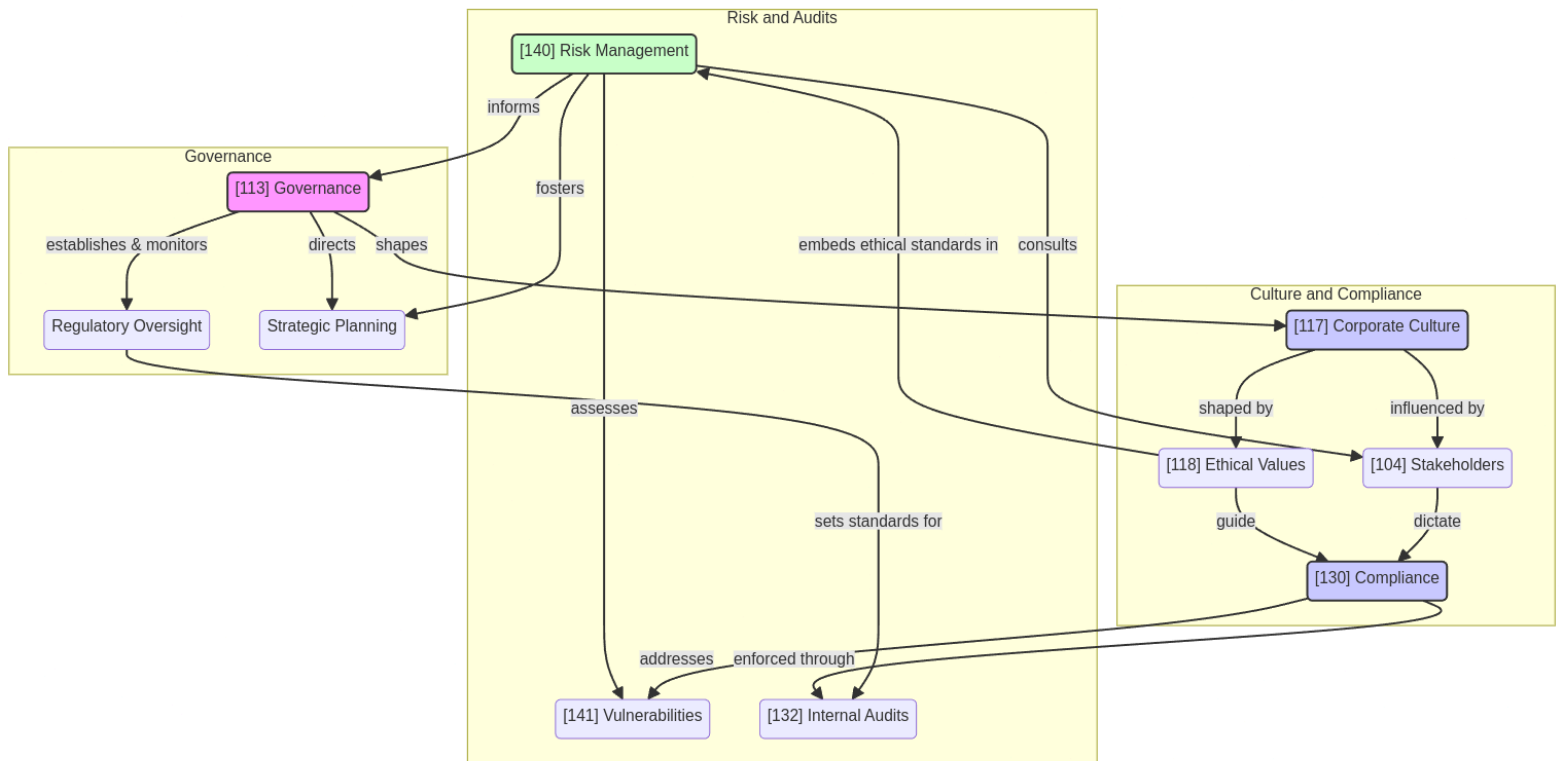 Risk and Audits
[140] Risk Management
informs
Governance
[113] Governance
fosters
establishes & monitors
directs
shapes
embeds ethical standards in
consults
Culture and Compliance
Regulatory Oversight
Strategic Planning
[117] Corporate Culture
assesses
shaped by
influenced by
[118] Ethical Values
[104] Stakeholders
sets standards for
guide
dictate
[130] Compliance
addresses
enforced through
[141] Vulnerabilities
[132] Internal Audits